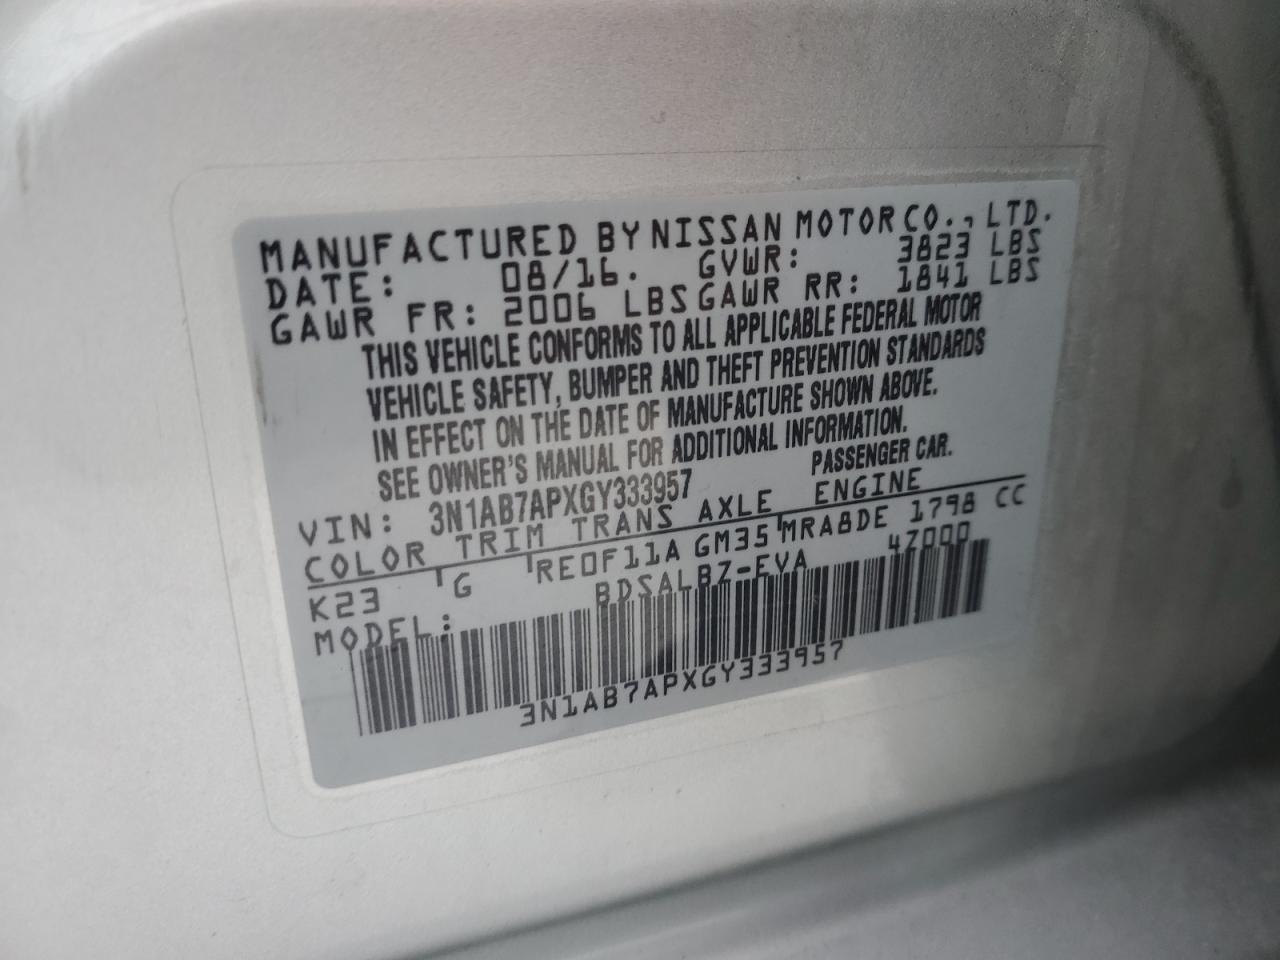 MANUFACTURED BY NISSAN MOTOR CO., LTD.
DATE: 08/16. GVWR: 3823 LBS
GAWR FR: 2006 LBS GAWR RR: 1841 LBS
THIS VEHICLE CONFORMS TO ALL APPLICABLE FEDERAL MOTOR
VEHICLE SAFETY, BUMPER AND THEFT PREVENTION STANDARDS
IN EFFECT ON THE DATE OF MANUFACTURE SHOWN ABOVE.
SEE OWNER'S MANUAL FOR ADDITIONAL INFORMATION.
VIN: 3N1AB7APXGY333957 PASSENGER CAR.
COLOR TRIM TRANS AXLE ENGINE
K23 G RE0F11A GM35 MRA8DE 1798 CC
MODEL: BDSALBZ-EVA 4Z000
3N1AB7APXGY333957